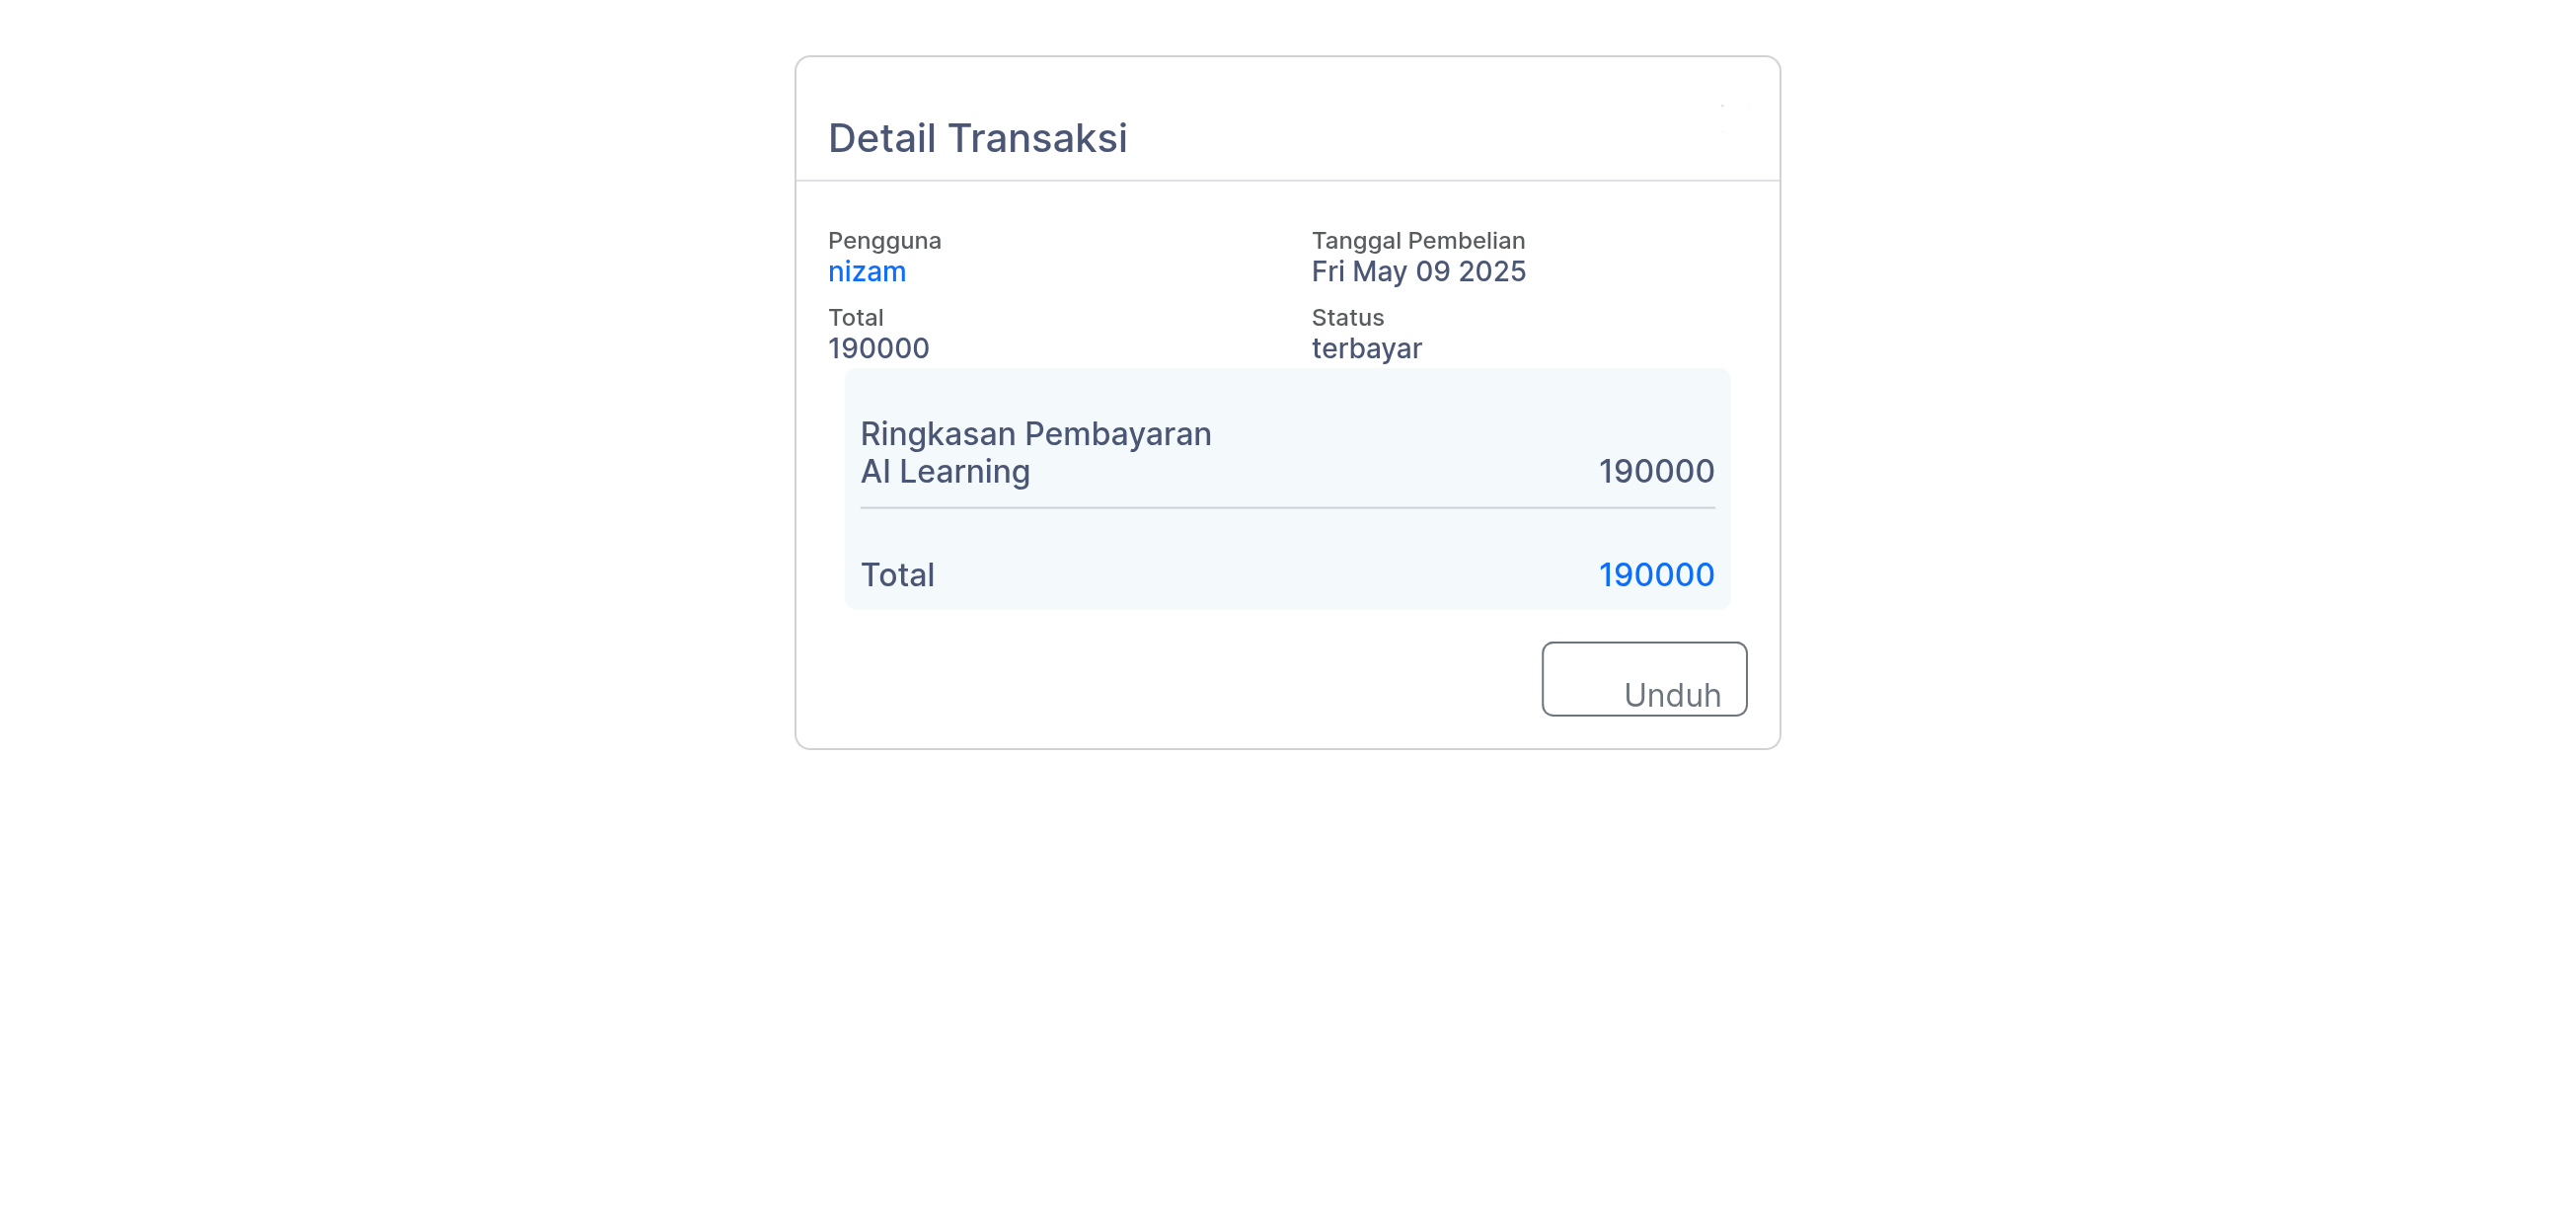 Detail Transaksi
Pengguna
nizam
Tanggal Pembelian
Fri May 09 2025
Total
190000
Status
terbayar
Ringkasan Pembayaran
AI Learning 190000
Total 190000
Unduh